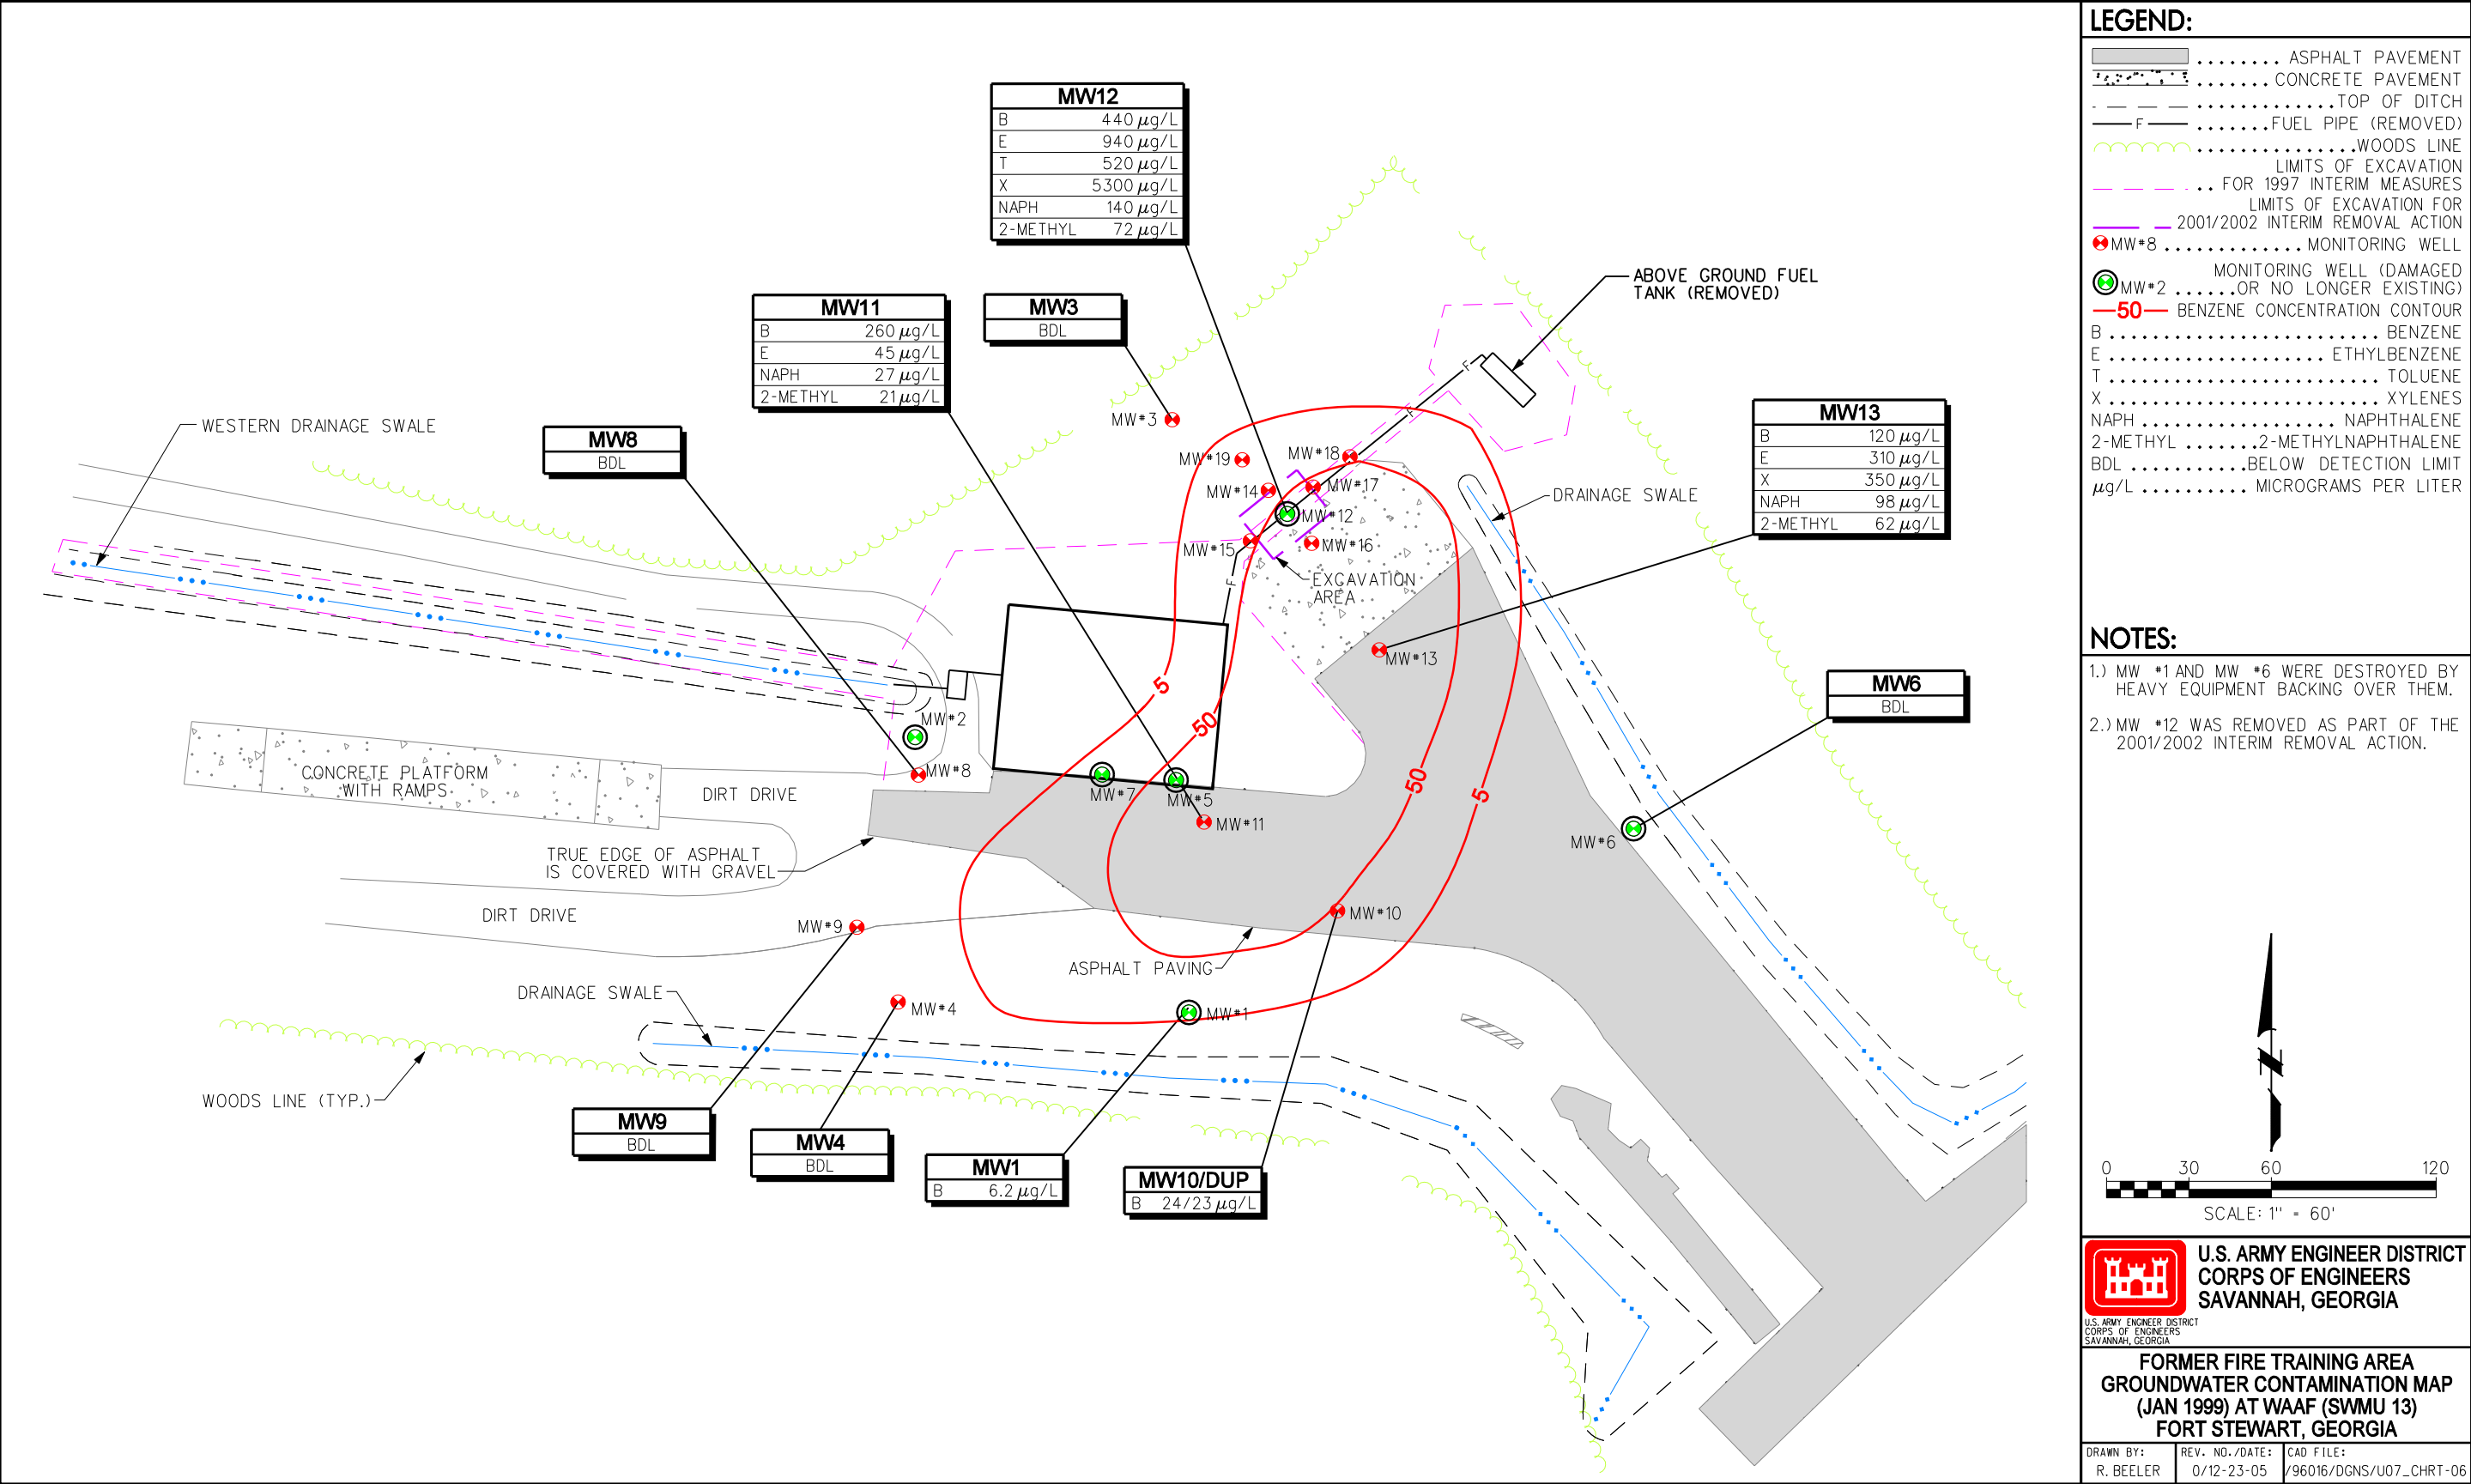 MW12
B 440 µg/L
E 940 µg/L
T 520 µg/L
X 5300 µg/L
NAPH 140 µg/L
2-METHYL 72 µg/L
MW11
B 260 µg/L
E 45 µg/L
NAPH 27 µg/L
2-METHYL 21 µg/L
MW3
BDL
ABOVE GROUND FUEL
TANK (REMOVED)
MW8
BDL
WESTERN DRAINAGE SWALE
MW13
B 120 µg/L
E 310 µg/L
X 350 µg/L
NAPH 98 µg/L
2-METHYL 62 µg/L
MW#3
MW#19
MW#18
MW#14
MW#17
MW#12
MW#15
MW#16
F
F
F
EXCAVATION
AREA
DRAINAGE SWALE
MW#13
MW6
BDL
5
50
50
5
MW#2
MW#8
MW#7
MW#5
MW#11
MW#6
CONCRETE PLATFORM
WITH RAMPS
DIRT DRIVE
TRUE EDGE OF ASPHALT
IS COVERED WITH GRAVEL
DIRT DRIVE
MW#9
MW#10
ASPHALT PAVING
DRAINAGE SWALE
MW#4
MW#1
WOODS LINE (TYP.)
MW9
BDL
MW4
BDL
MW1
B 6.2 µg/L
MW10/DUP
B 24/23 µg/L
LEGEND:
........ ASPHALT PAVEMENT
....... CONCRETE PAVEMENT
............. TOP OF DITCH
F ....... FUEL PIPE (REMOVED)
............... WOODS LINE
LIMITS OF EXCAVATION
.. FOR 1997 INTERIM MEASURES
LIMITS OF EXCAVATION FOR
2001/2002 INTERIM REMOVAL ACTION
MW#8 ............. MONITORING WELL
MONITORING WELL (DAMAGED
MW#2 ......OR NO LONGER EXISTING)
50 BENZENE CONCENTRATION CONTOUR
B ......................... BENZENE
E .................... ETHYLBENZENE
T ......................... TOLUENE
X ......................... XYLENES
NAPH ................... NAPHTHALENE
2-METHYL .......2-METHYLNAPHTHALENE
BDL ...........BELOW DETECTION LIMIT
µg/L .......... MICROGRAMS PER LITER
NOTES:
1.) MW #1 AND MW #6 WERE DESTROYED BY
HEAVY EQUIPMENT BACKING OVER THEM.
2.) MW #12 WAS REMOVED AS PART OF THE
2001/2002 INTERIM REMOVAL ACTION.
N
0 30 60 120
SCALE: 1" = 60'
U.S. ARMY ENGINEER DISTRICT
CORPS OF ENGINEERS
SAVANNAH, GEORGIA
U.S. ARMY ENGINEER DISTRICT
CORPS OF ENGINEERS
SAVANNAH, GEORGIA
FORMER FIRE TRAINING AREA
GROUNDWATER CONTAMINATION MAP
(JAN 1999) AT WAAF (SWMU 13)
FORT STEWART, GEORGIA
DRAWN BY: REV. NO./DATE: CAD FILE:
R. BEELER 0/12-23-05 /96016/DGNS/U07_CHRT-06